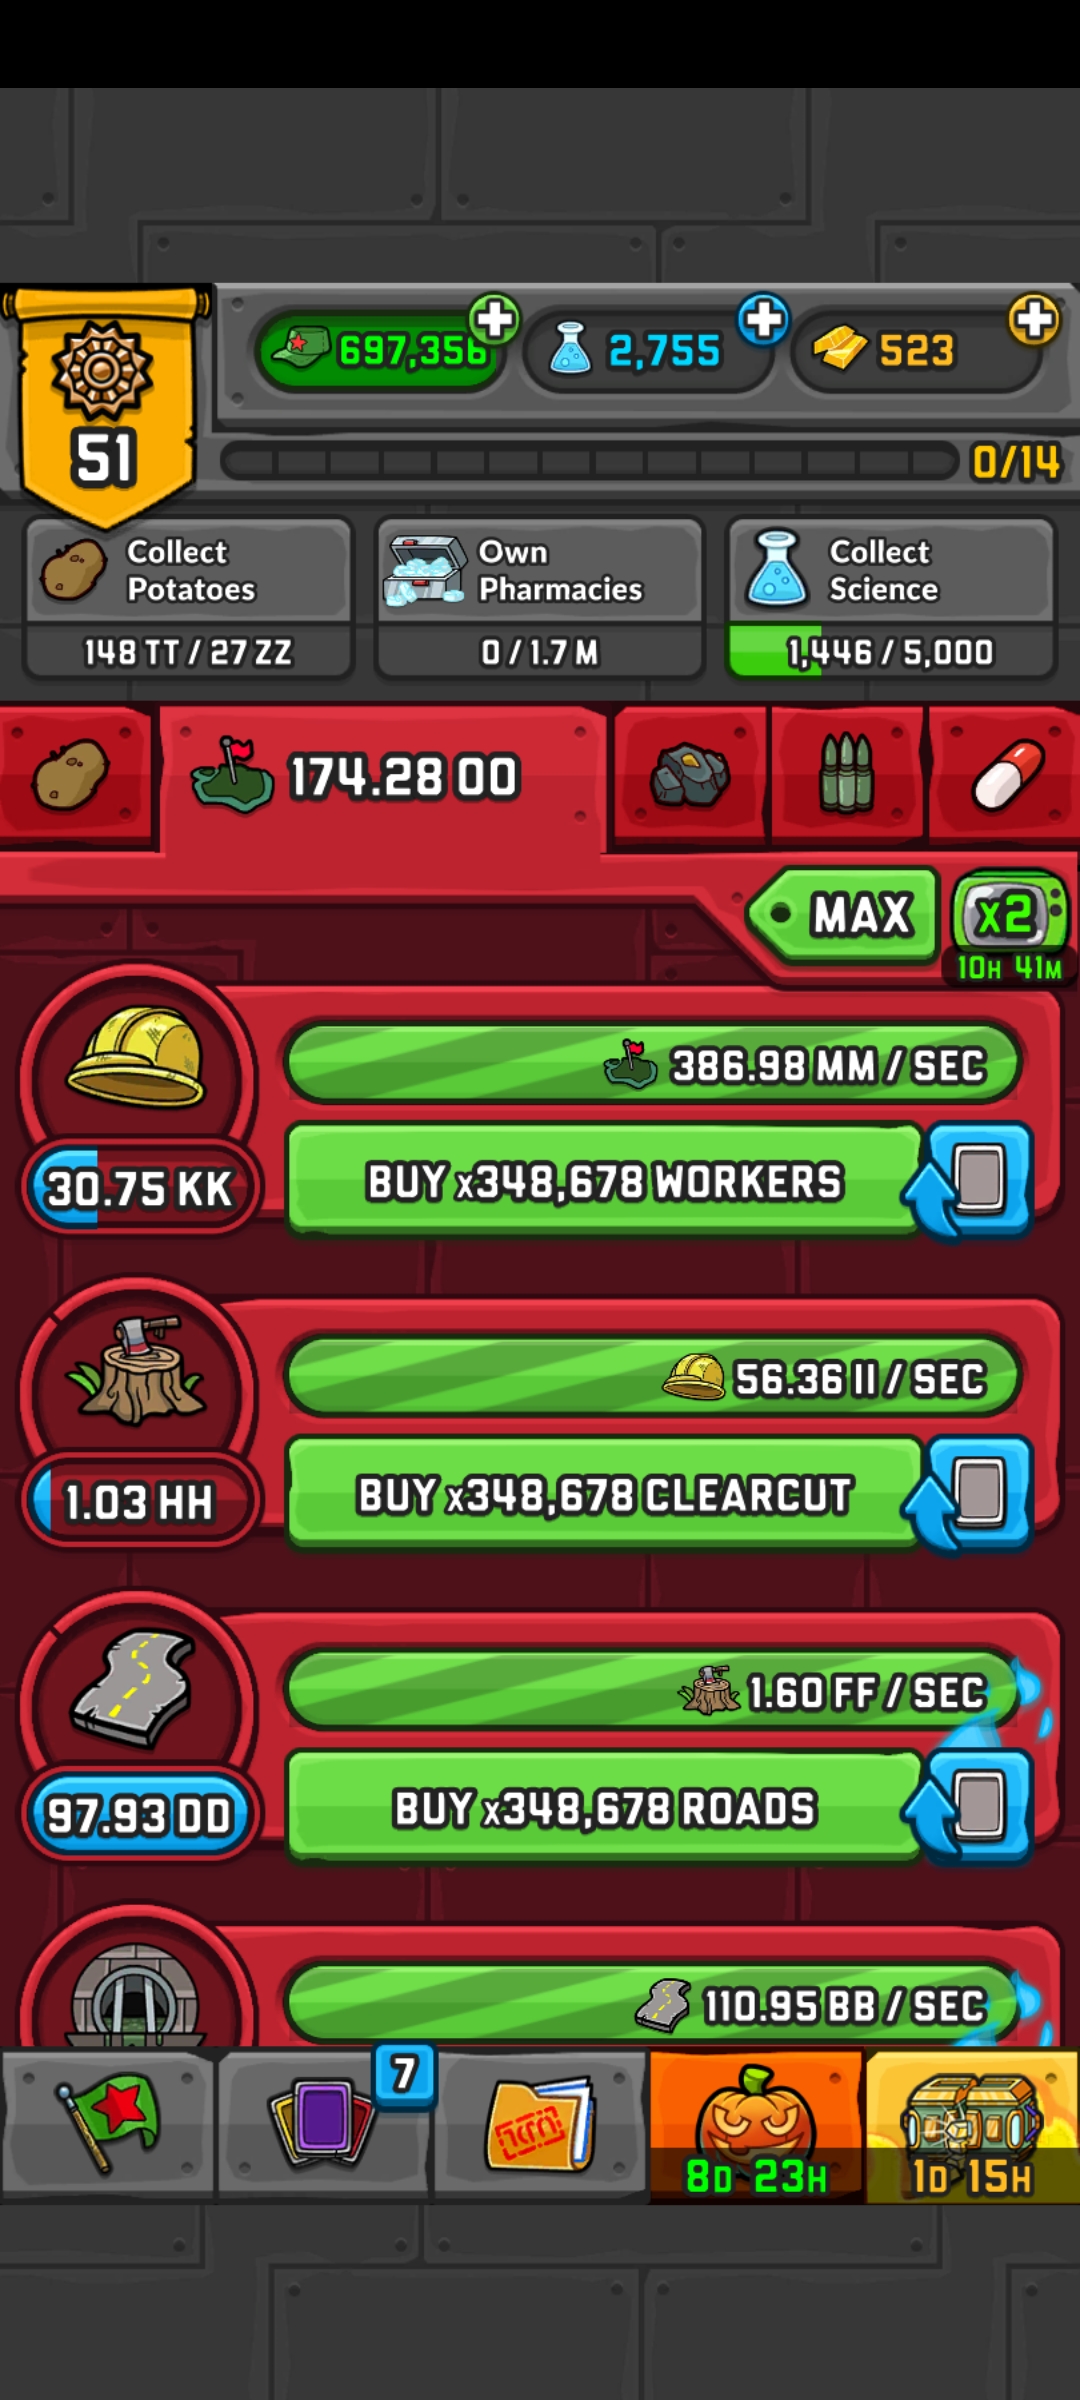 697,356
2,755
523
51
0/14
Collect
Potatoes
148 TT / 27 ZZ
Own
Pharmacies
0 / 1.7 M
Collect
Science
1,446 / 5,000
174.28 OO
MAX
x2
10H 41M
386.98 MM / SEC
30.75 KK
BUY x348,678 WORKERS
56.36 II / SEC
1.03 HH
BUY x348,678 CLEARCUT
1.60 FF / SEC
97.93 DD
BUY x348,678 ROADS
110.95 BB / SEC
7
8D 23H
1D 15H